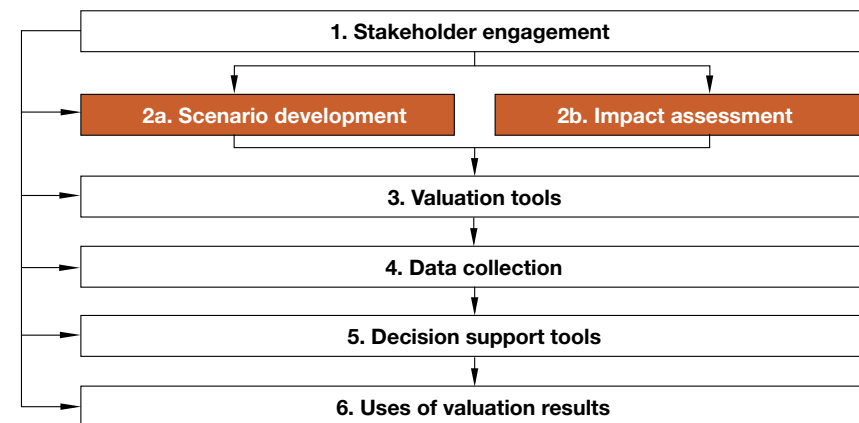 1. Stakeholder engagement
2a. Scenario development
2b. Impact assessment
3. Valuation tools
4. Data collection
5. Decision support tools
6. Uses of valuation results